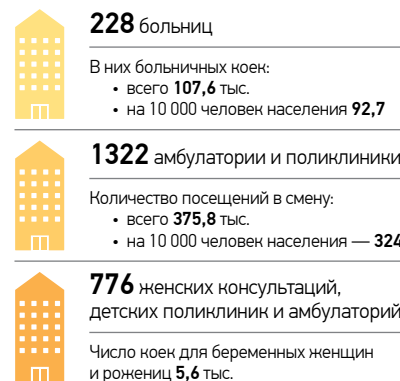 228 больниц
В них больничных коек:
• всего 107,6 тыс.
• на 10 000 человек населения 92,7
1322 амбулатории и поликлиники
Количество посещений в смену:
• всего 375,8 тыс.
• на 10 000 человек населения — 324
776 женских консультаций,
детских поликлиник и амбулаторий
Число коек для беременных женщин
и рожениц 5,6 тыс.